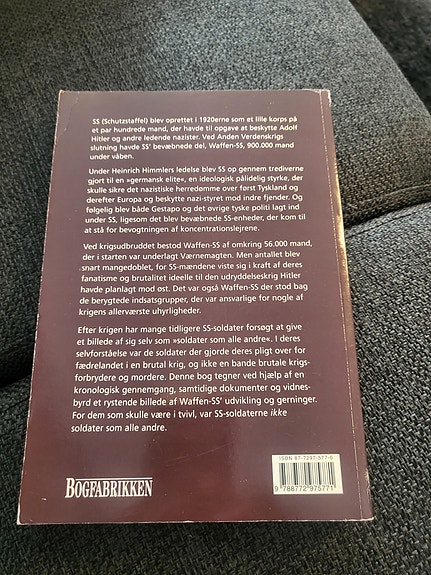 SS (Schutzstaffel) blev oprettet i 1920erne som et lille korps på
et par hundrede mand, der havde til opgave at beskytte Adolf
Hitler og andre ledende nazister. Ved Anden Verdenskrigs
slutning havde SS' bevæbnede del, Waffen-SS, 900.000 mand
under våben.
Under Heinrich Himmlers ledelse blev SS op gennem trediverne
gjort til en »germansk elite«, en ideologisk pålidelig styrke, der
skulle sikre det nazistiske herredømme over først Tyskland og
derefter Europa og beskytte nazi-styret mod indre fjender. Og
følgelig blev både Gestapo og det øvrige tyske politi lagt ind
under SS, ligesom det blev bevæbnede SS-enheder, der kom til
at stå for bevogtningen af koncentrationslejrene.
Ved krigsudbruddet bestod Waffen-SS af omkring 56.000 mand,
der i starten var underlagt Værnemagten. Men antallet blev
snart mangedoblet, for SS-mændene viste sig i kraft af deres
fanatisme og brutalitet ideelle til den udryddelseskrig Hitler
havde planlagt mod øst. Det var også Waffen-SS der stod bag
de berygtede indsatsgrupper, der var ansvarlige for nogle af
krigens allerværste uhyrligheder.
Efter krigen har mange tidligere SS-soldater forsøgt at give
et billede af sig selv som »soldater som alle andre«. I deres
selvforståelse var de soldater der gjorde deres pligt over for
fædrelandet i en brutal krig, og ikke en bande brutale krigs-
forbrydere og mordere. Denne bog tegner ved hjælp af en
kronologisk gennemgang, samtidige dokumenter og vidnes-
byrd et rystende billede af Waffen-SS' udvikling og gerninger.
For dem som skulle være i tvivl, var SS-soldaterne ikke
soldater som alle andre.
ISBN 87-7297-577-6
9 788772 975771
BOGFABRIKKEN